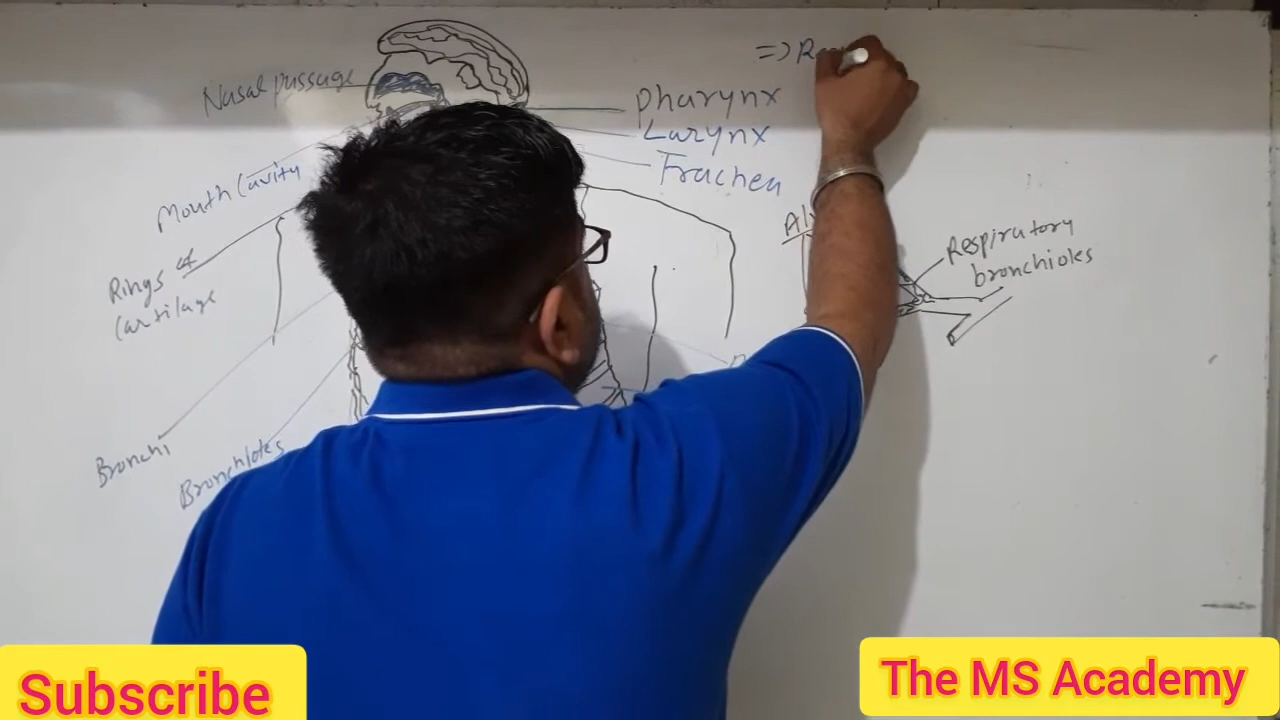 Nasal passage
Pharynx
Larynx
Trachea
Mouth Cavity
Rings of
Cartilage
Respiratory
bronchioles
Bronchi
Bronchioles
Subscribe
The MS Academy